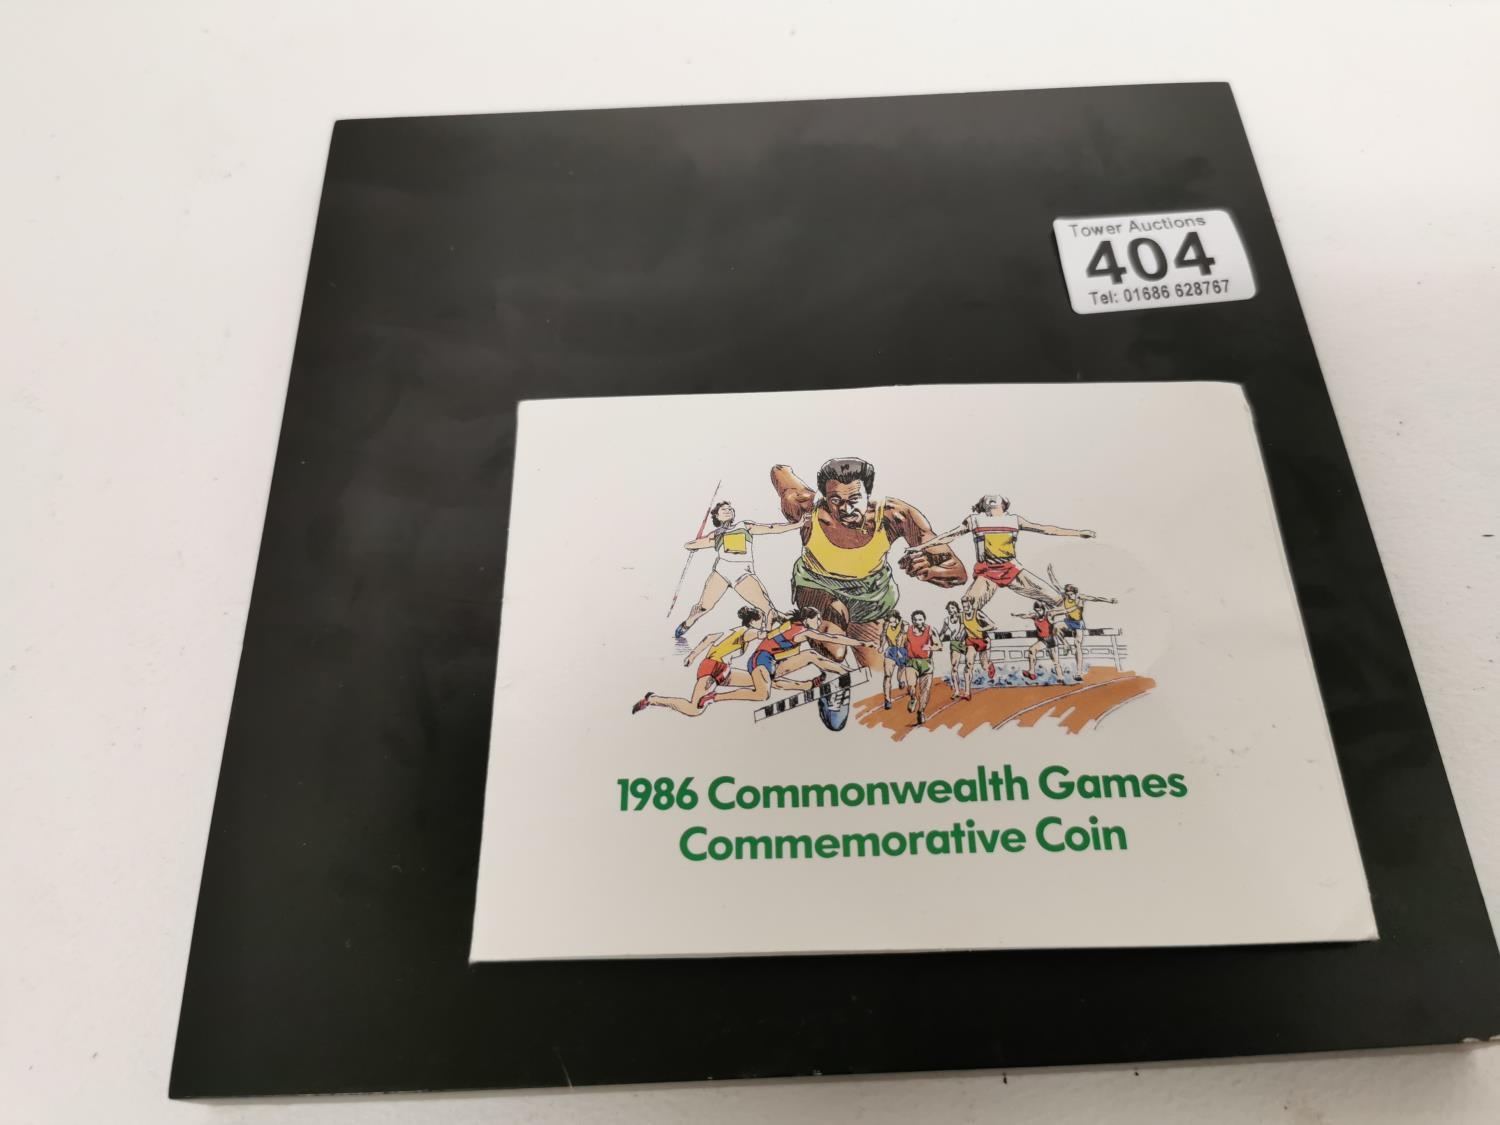 Tower Auctions
404
Tel: 01686 628767
1986 Commonwealth Games
Commemorative Coin